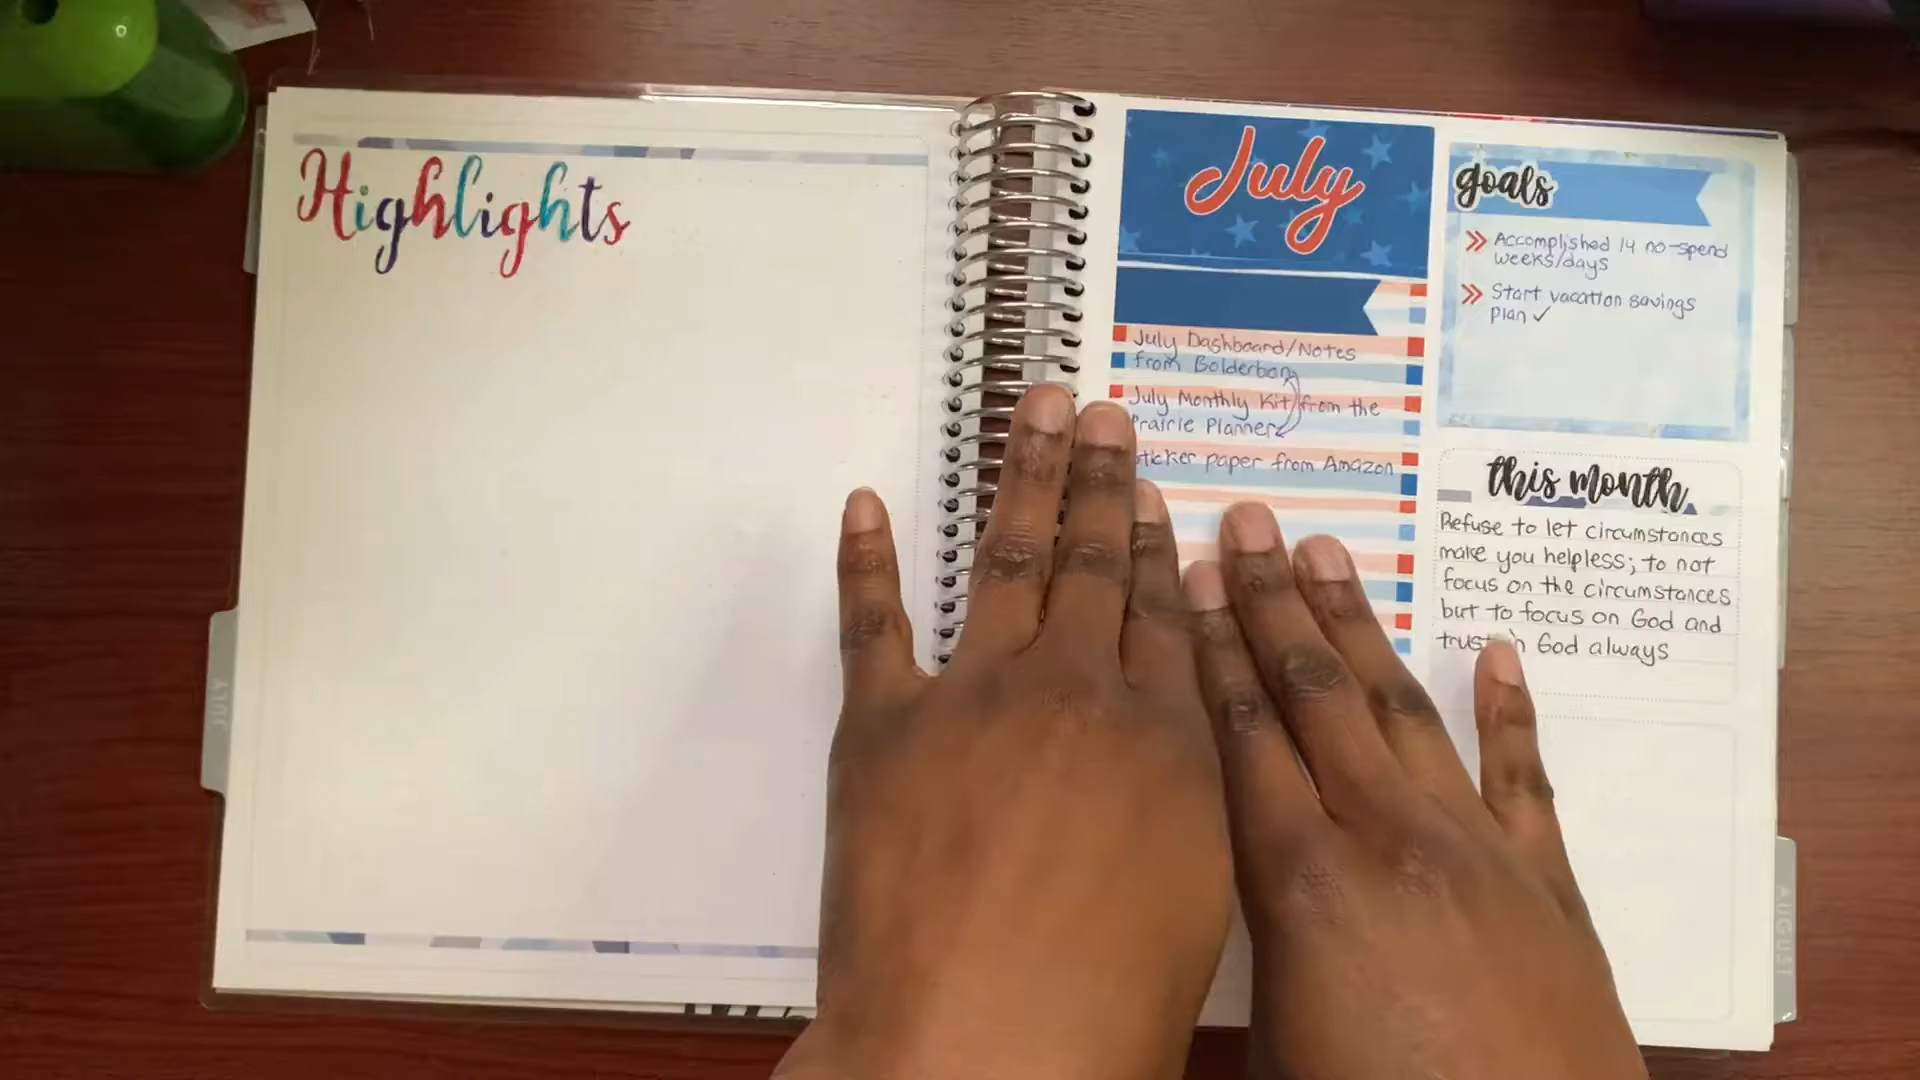 Highlights
July
July Dashboard/Notes
from Bolderbon
July Monthly Kit from the
Prairie Planner
sticker paper from Amazon
goals
Accomplished 14 no-spend
weeks/days
Start vacation savings
plan ✓
this month
Refuse to let circumstances
make you helpless; to not
focus on the circumstances
but to focus on God and
trust in God always
JULY
AUGUST